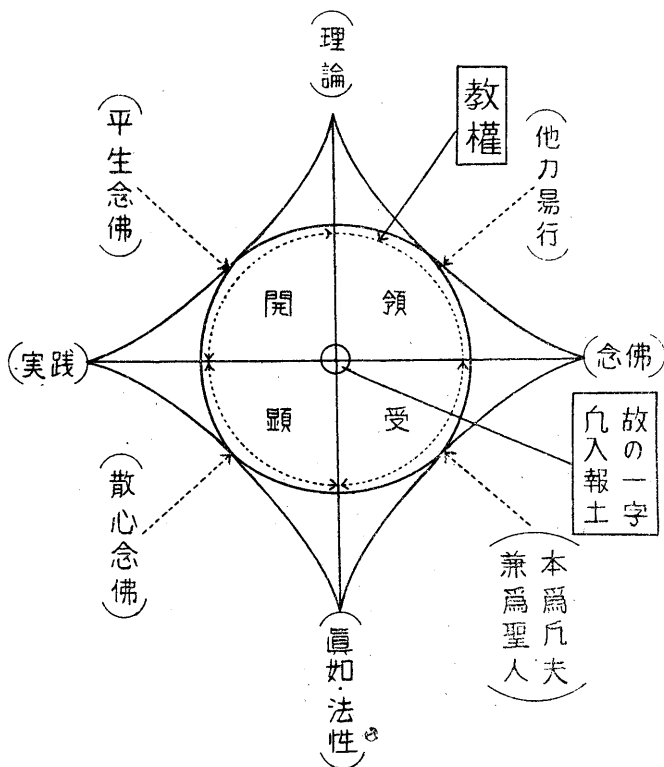 （理論）
教權
（平生念佛）
（他力易行）
開
領
（実践）
（念佛）
顕
受
故の一字
凢入報土
（散心念佛）
（本爲凢夫
兼爲聖人）
（眞如・法性）